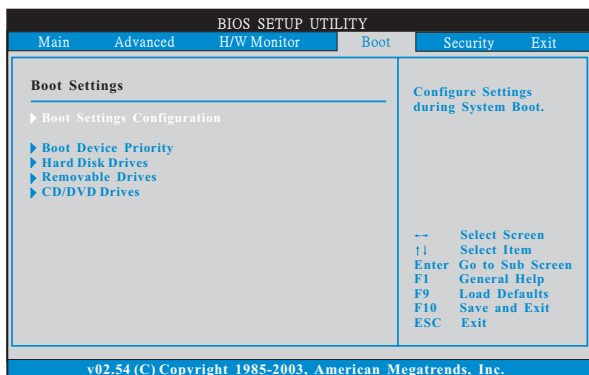 BIOS SETUP UTILITY
Main Advanced H/W Monitor Boot Security Exit
Boot Settings
Boot Settings Configuration
Boot Device Priority
Hard Disk Drives
Removable Drives
CD/DVD Drives
Configure Settings
during System Boot.
←→ Select Screen
↑↓ Select Item
Enter Go to Sub Screen
F1 General Help
F9 Load Defaults
F10 Save and Exit
ESC Exit
v02.54 (C) Copyright 1985-2003, American Megatrends, Inc.